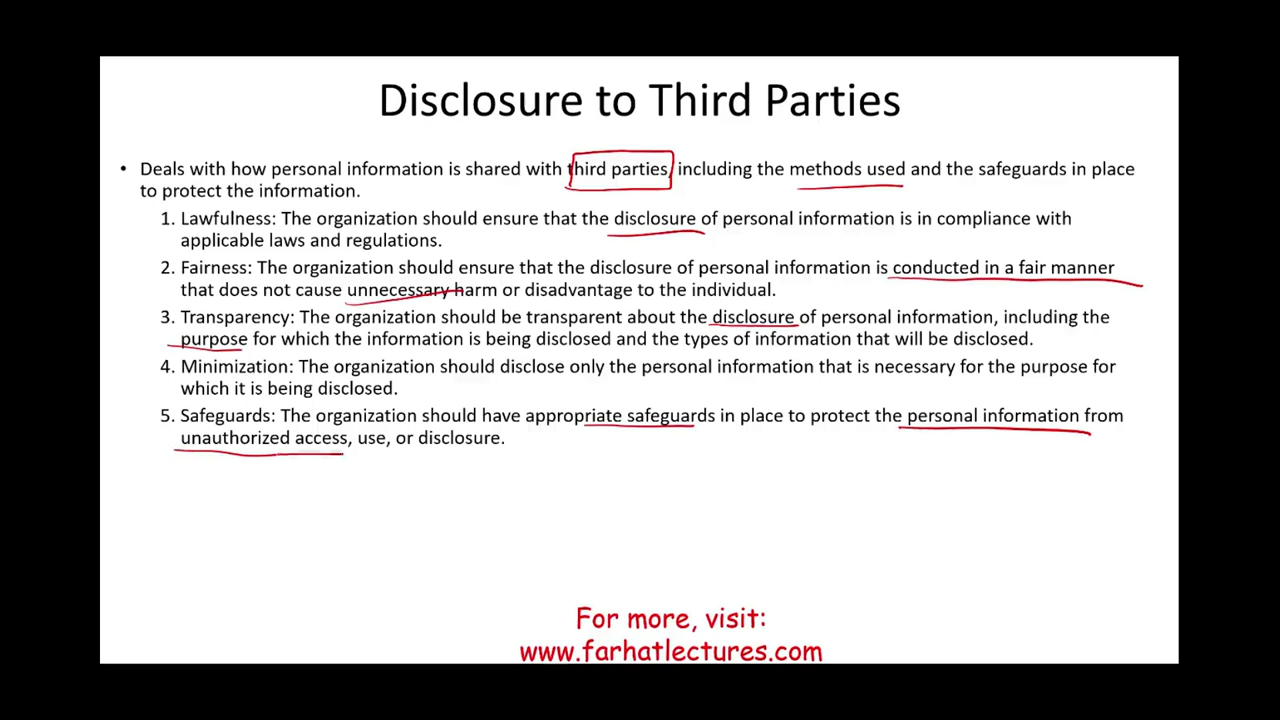 Disclosure to Third Parties
• Deals with how personal information is shared with third parties, including the methods used and the safeguards in place
to protect the information.
1. Lawfulness: The organization should ensure that the disclosure of personal information is in compliance with
applicable laws and regulations.
2. Fairness: The organization should ensure that the disclosure of personal information is conducted in a fair manner
that does not cause unnecessary harm or disadvantage to the individual.
3. Transparency: The organization should be transparent about the disclosure of personal information, including the
purpose for which the information is being disclosed and the types of information that will be disclosed.
4. Minimization: The organization should disclose only the personal information that is necessary for the purpose for
which it is being disclosed.
5. Safeguards: The organization should have appropriate safeguards in place to protect the personal information from
unauthorized access, use, or disclosure.
For more, visit:
www.farhatlectures.com